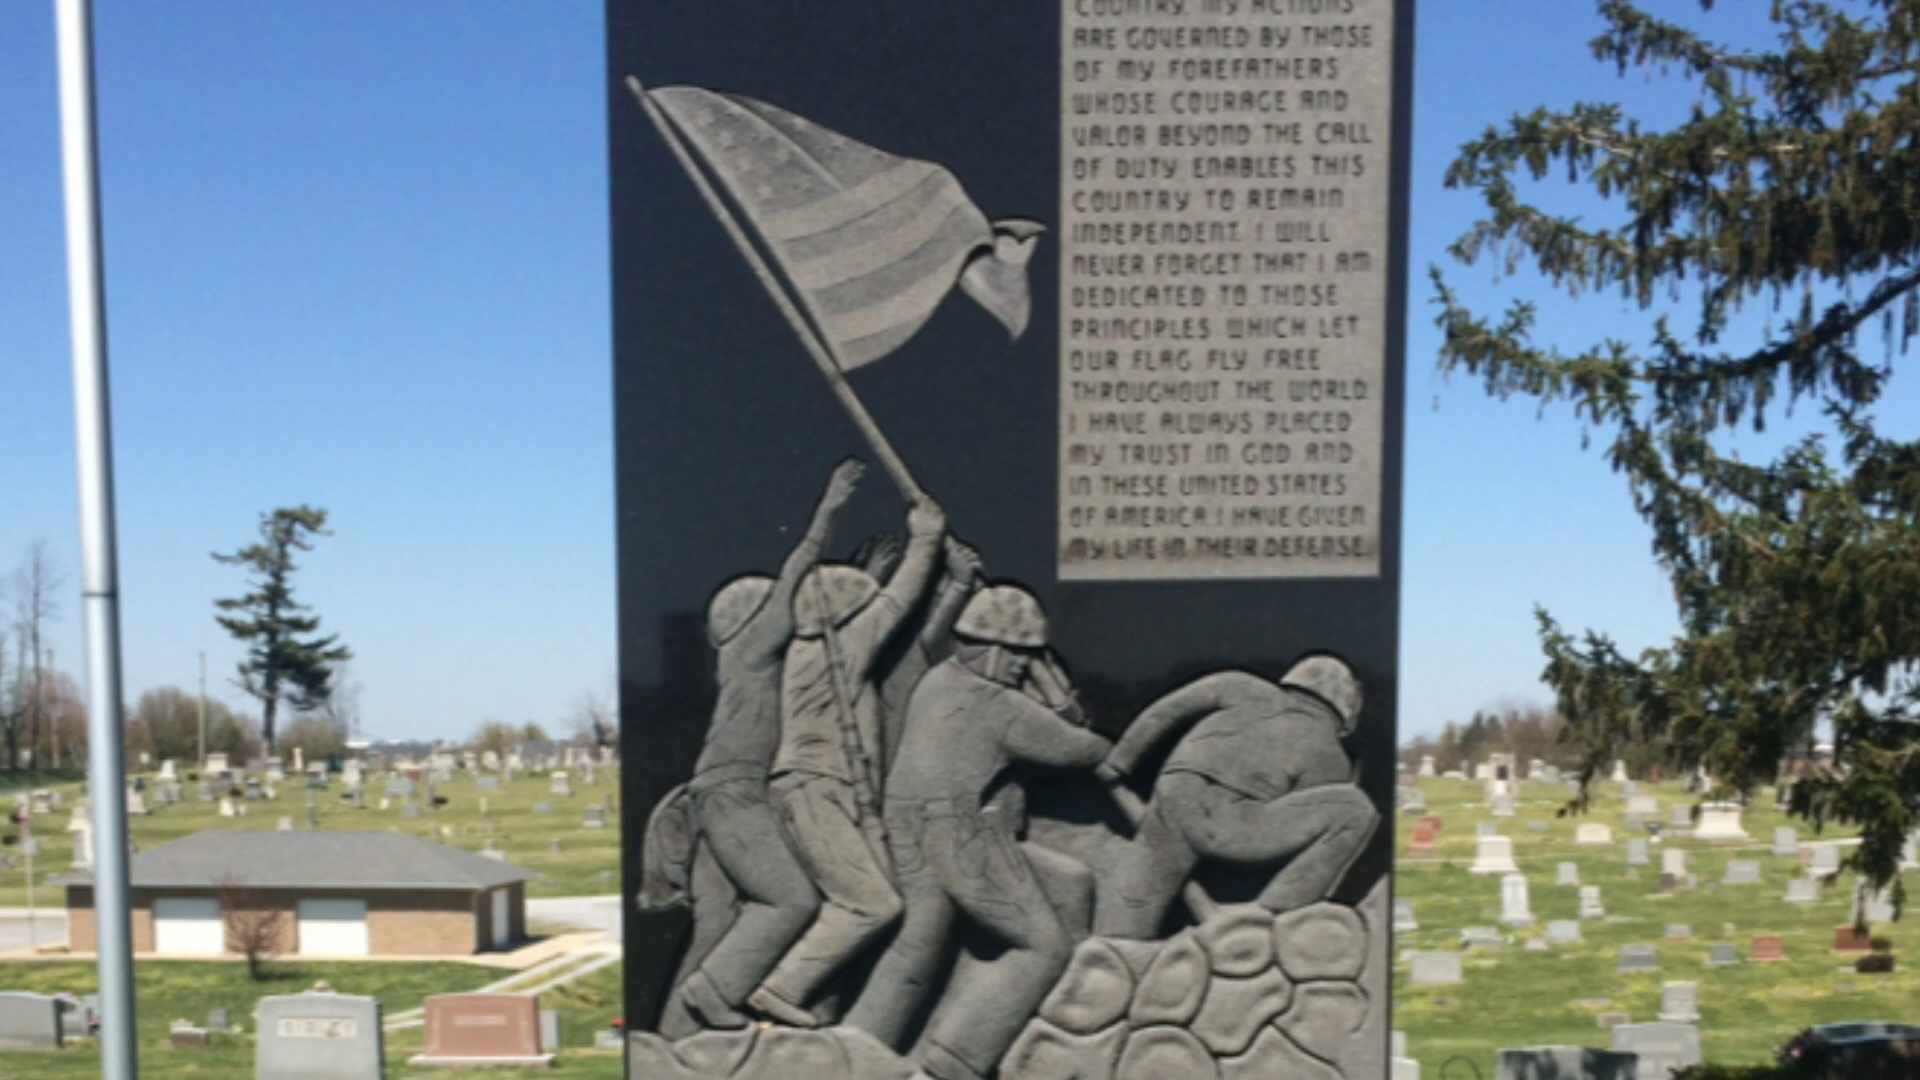 COUNTRY. MY ACTIONS
ARE GOVERNED BY THOSE
OF MY FOREFATHERS
WHOSE COURAGE AND
VALOR BEYOND THE CALL
OF DUTY ENABLES THIS
COUNTRY TO REMAIN
INDEPENDENT. I WILL
NEVER FORGET THAT I AM
DEDICATED TO THOSE
PRINCIPLES WHICH LET
OUR FLAG FLY FREE
THROUGHOUT THE WORLD.
I HAVE ALWAYS PLACED
MY TRUST IN GOD AND
IN THESE UNITED STATES
OF AMERICA I HAVE GIVEN
MY LIFE IN THEIR DEFENSE.